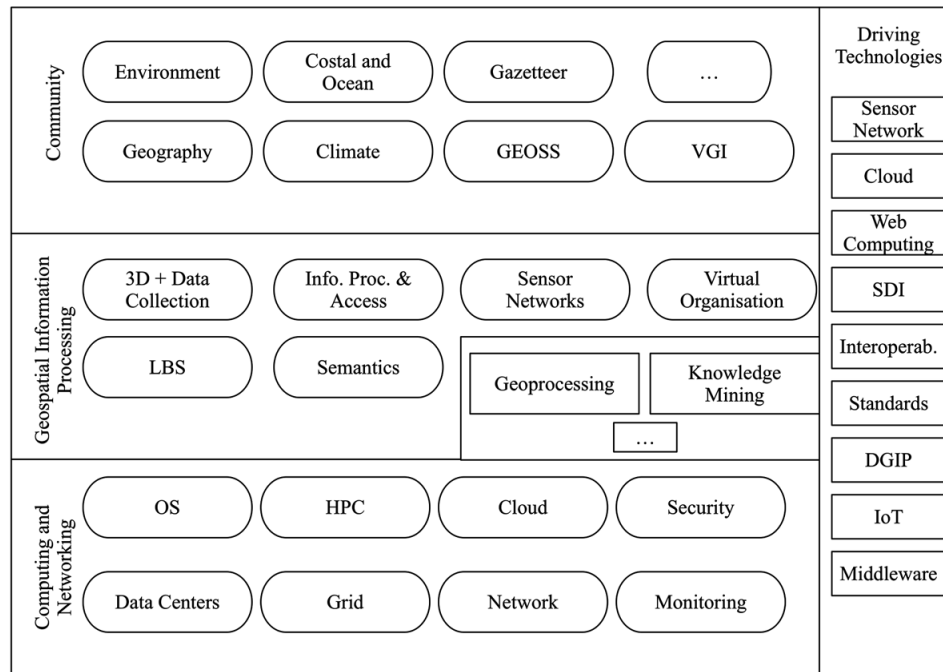 Community
Environment
Costal and
Ocean
Gazetteer
...
Geography
Climate
GEOSS
VGI
Geospatial Information
Processing
3D + Data
Collection
Info. Proc. &
Access
Sensor
Networks
Virtual
Organisation
LBS
Semantics
Geoprocessing
Knowledge
Mining
...
Computing and
Networking
OS
HPC
Cloud
Security
Data Centers
Grid
Network
Monitoring
Driving
Technologies
Sensor
Network
Cloud
Web
Computing
SDI
Interoperab.
Standards
DGIP
IoT
Middleware